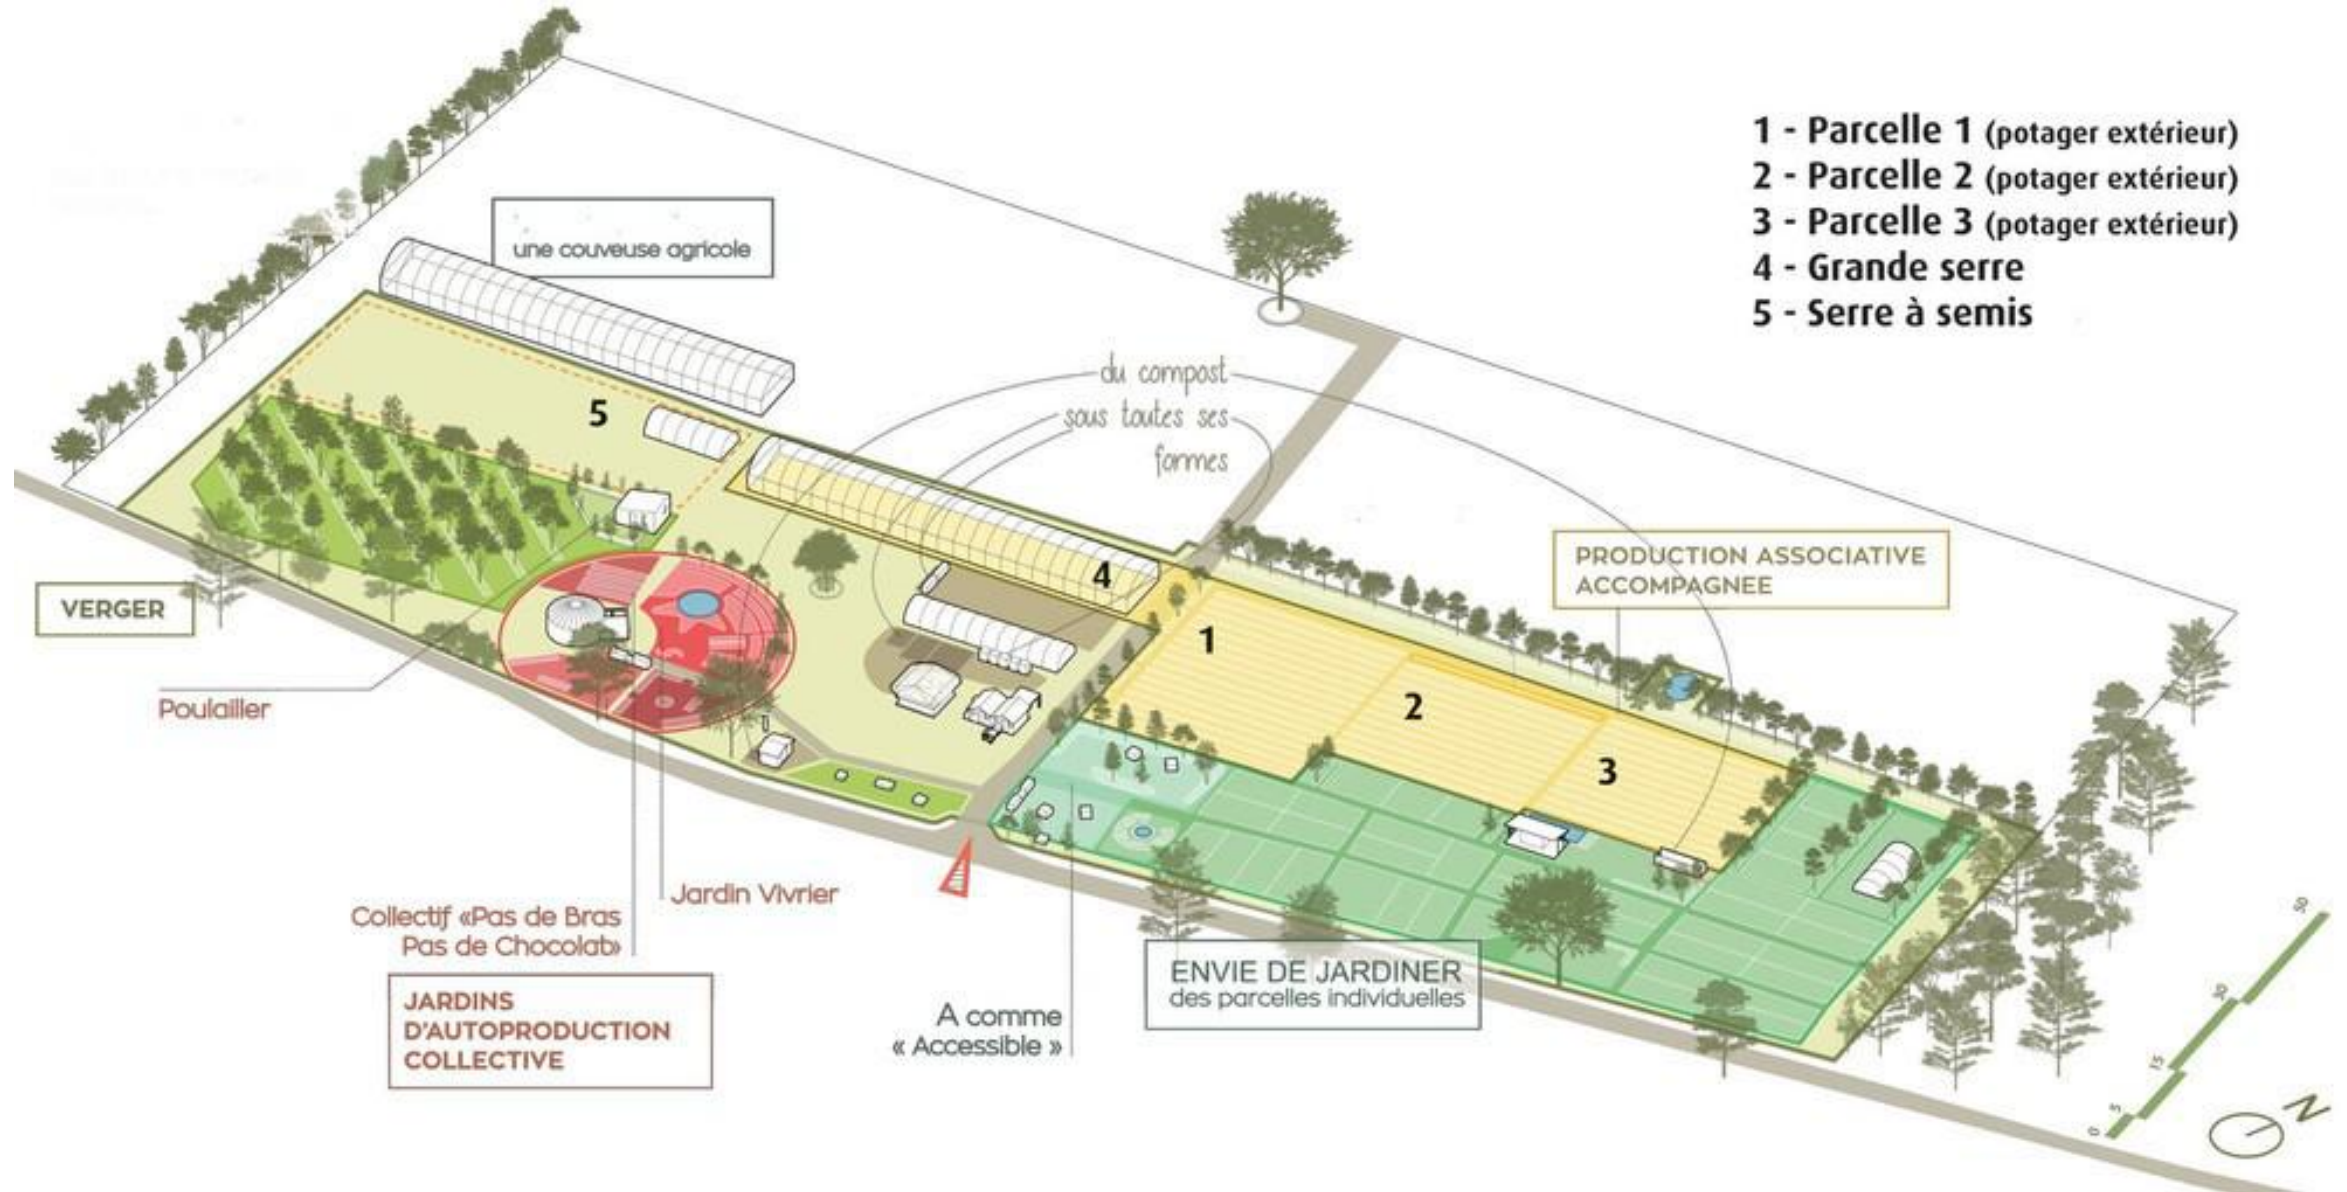 1 - Parcelle 1 (potager extérieur)
2 - Parcelle 2 (potager extérieur)
3 - Parcelle 3 (potager extérieur)
4 - Grande serre
5 - Serre à semis
une couveuse agricole
du compost
sous toutes ses
formes
5
4
PRODUCTION ASSOCIATIVE
ACCOMPAGNEE
VERGER
1
2
3
Poulailler
Jardin Vivrier
Collectif «Pas de Bras
Pas de Chocolat»
JARDINS
D'AUTOPRODUCTION
COLLECTIVE
A comme
« Accessible »
ENVIE DE JARDINER
des parcelles individuelles
50
30
15
5
0
N